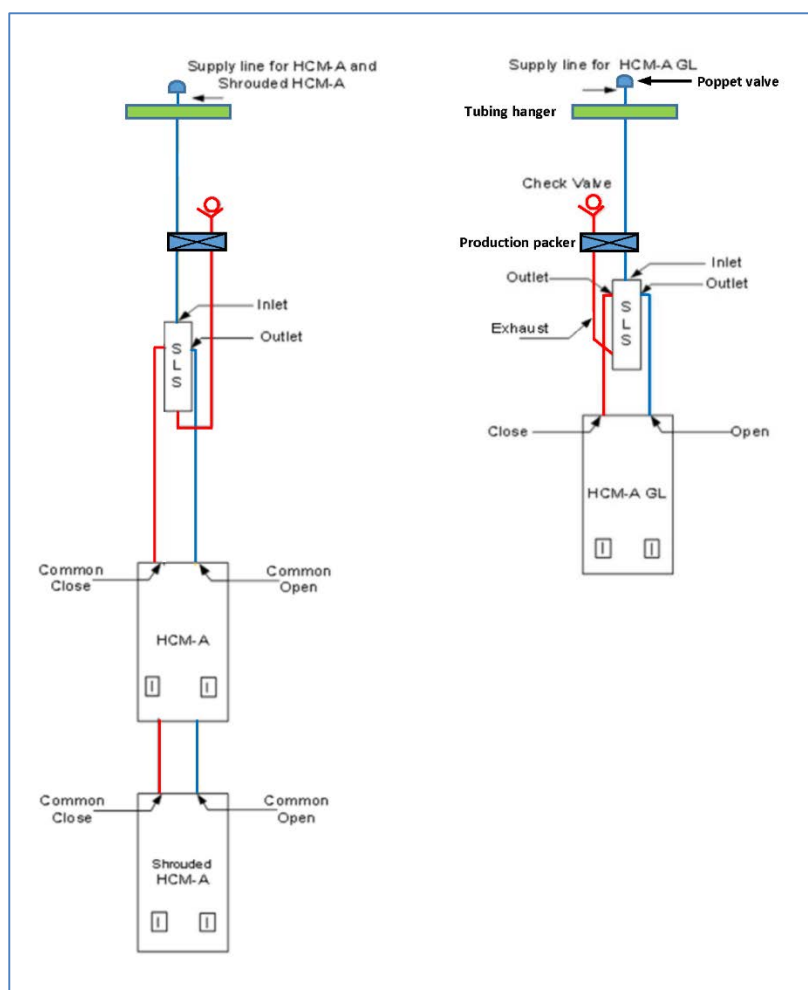 Supply line for HCM-A and
Shrouded HCM-A
Inlet
Outlet
S
L
S
Common
Close
Common
Open
HCM-A
I I
Common
Close
Common
Open
Shrouded
HCM-A
I I
Supply line for HCM-A GL
Poppet valve
Tubing hanger
Check Valve
Production packer
Inlet
Outlet
Outlet
S
L
S
Exhaust
Close
Open
HCM-A GL
I I